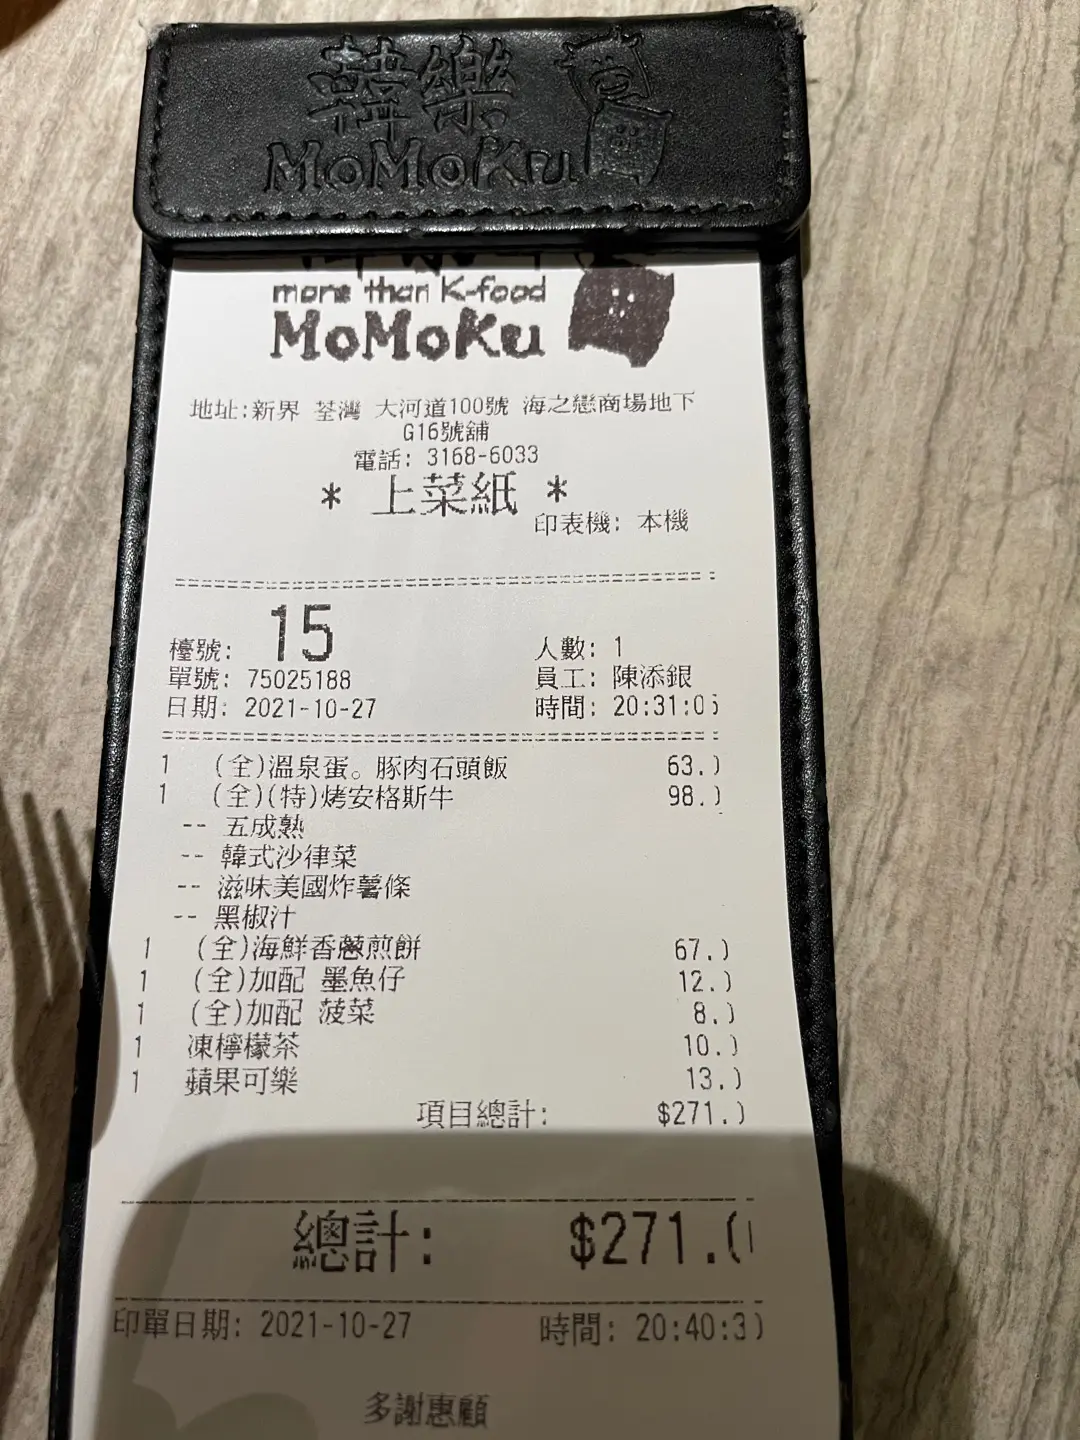 韓樂
MoMoKu
more than K-food
MoMoKu
地址:新界 荃灣 大河道100號 海之戀商場地下
G16號舖
電話: 3168-6033
* 上菜紙 *
印表機: 本機
檯號: 15
人數: 1
單號: 75025188
員工: 陳添銀
日期: 2021-10-27
時間: 20:31:05
1 (全)溫泉蛋。豚肉石頭飯 63.
1 (全)(特)烤安格斯牛 98.
-- 五成熟
-- 韓式沙律菜
-- 滋味美國炸薯條
-- 黑椒汁
1 (全)海鮮香蔥煎餅 67.
1 (全)加配 墨魚仔 12.
1 (全)加配 菠菜 8.
1 凍檸檬茶 10.
1 蘋果可樂 13.
項目總計: $271.
總計: $271.
印單日期: 2021-10-27
時間: 20:40:3
多謝惠顧